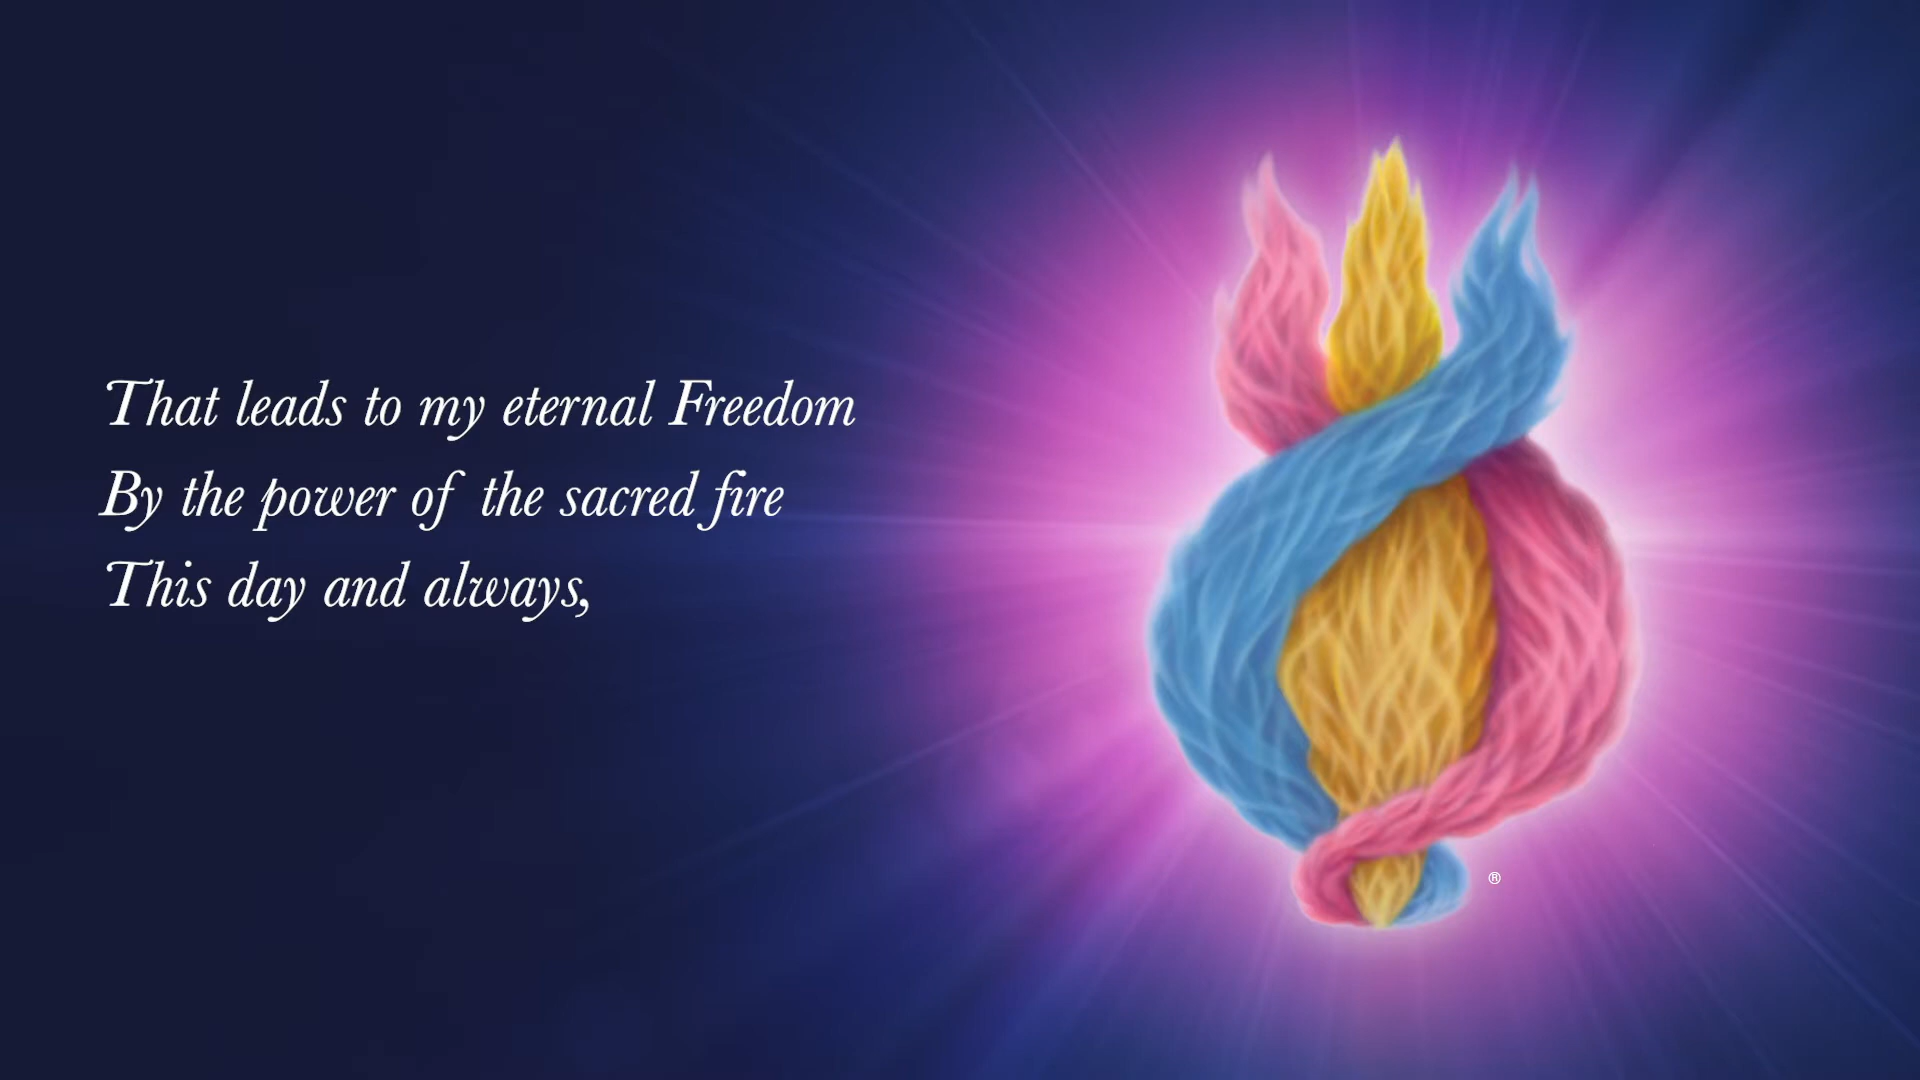 That leads to my eternal Freedom
By the power of the sacred fire
This day and always,
®